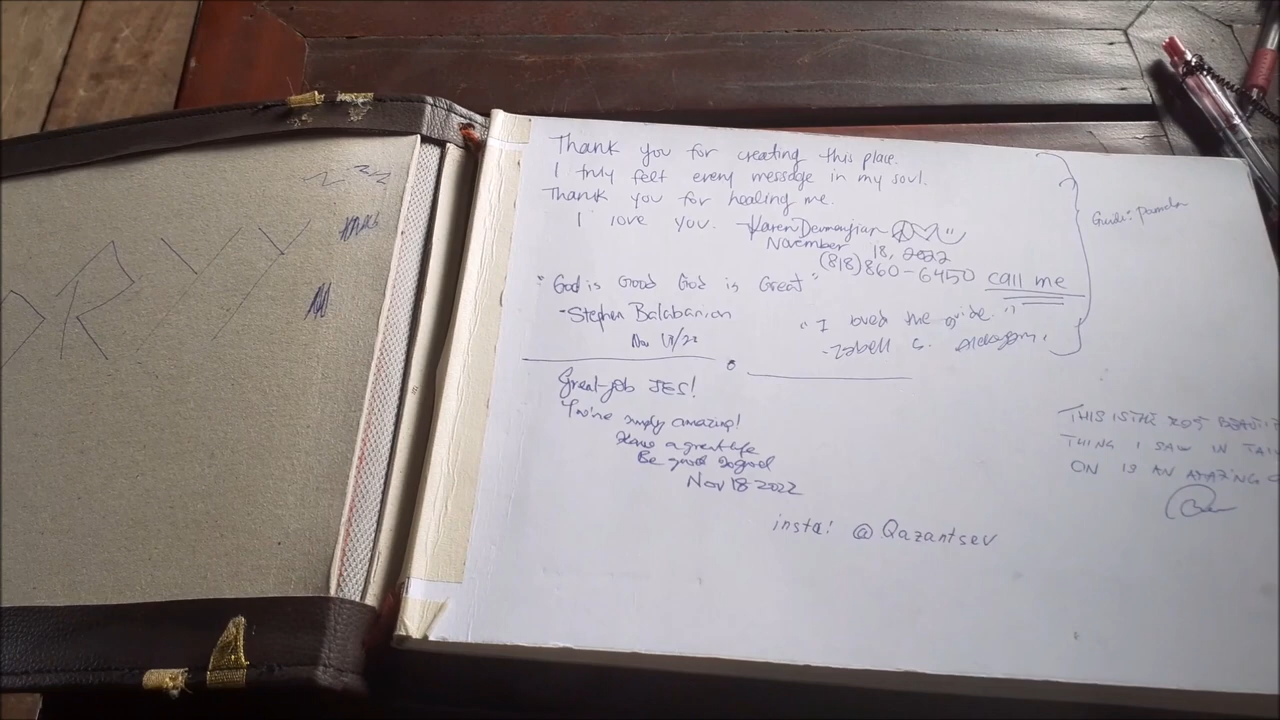 Thank you for creating this place.
I truly felt every message in my soul.
Thank you for healing me.
I love you. - Karen
November 18, 2022
(818) 860-6450 call me
Guide: Pamela
"God is Good God is Great"
- Stephen Balabanian
Nov
"I loved the guide."
- Izabell G.
Great-job JES!
You're simply amazing!
Have a great life
Be good
Nov 18 2022
THIS IS THE
THING I SAW IN
ON IS AN AMAZING
insta: @Qazantsev